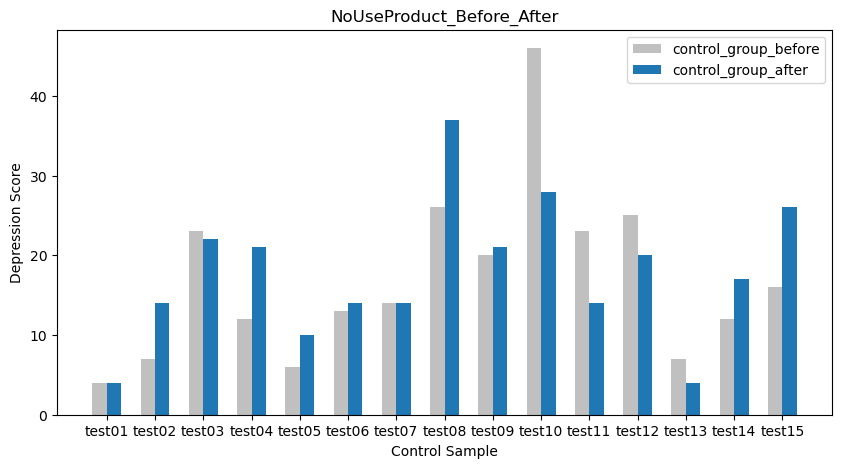 NoUseProduct_Before_After
control_group_before
control_group_after
Depression Score
40
30
20
10
0
test01 test02 test03 test04 test05 test06 test07 test08 test09 test10 test11 test12 test13 test14 test15
Control Sample